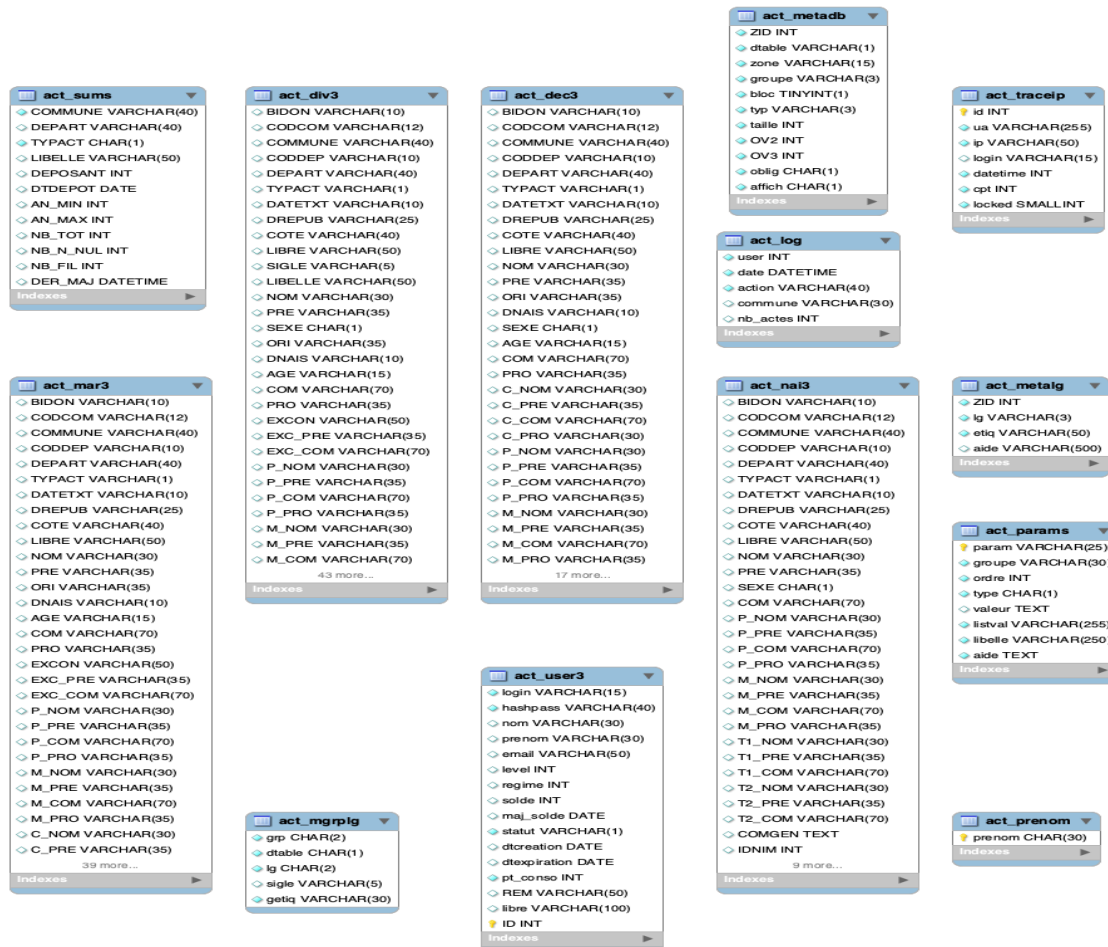 act_metadb
ZID INT
dtable VARCHAR(1)
zone VARCHAR(15)
groupe VARCHAR(3)
bloc TINYINT(1)
typ VARCHAR(3)
taille INT
OV2 INT
OV3 INT
oblig CHAR(1)
affich CHAR(1)
Indexes
act_sums
COMMUNE VARCHAR(40)
DEPART VARCHAR(40)
TYPACT CHAR(1)
LIBELLE VARCHAR(50)
DEPOSANT INT
DTDEPOT DATE
AN_MIN INT
AN_MAX INT
NB_TOT INT
NB_N_NUL INT
NB_FIL INT
DER_MAJ DATETIME
Indexes
act_div3
BIDON VARCHAR(10)
CODCOM VARCHAR(12)
COMMUNE VARCHAR(40)
CODDEP VARCHAR(10)
DEPART VARCHAR(40)
TYPACT VARCHAR(1)
DATETXT VARCHAR(10)
DREPUB VARCHAR(25)
COTE VARCHAR(40)
LIBRE VARCHAR(50)
SIGLE VARCHAR(5)
LIBELLE VARCHAR(50)
NOM VARCHAR(30)
PRE VARCHAR(35)
SEXE CHAR(1)
ORI VARCHAR(35)
DNAIS VARCHAR(10)
AGE VARCHAR(15)
COM VARCHAR(70)
PRO VARCHAR(35)
EXCON VARCHAR(50)
EXC_PRE VARCHAR(35)
EXC_COM VARCHAR(70)
P_NOM VARCHAR(30)
P_PRE VARCHAR(35)
P_COM VARCHAR(70)
P_PRO VARCHAR(35)
M_NOM VARCHAR(30)
M_PRE VARCHAR(35)
M_COM VARCHAR(70)
43 more...
Indexes
act_dec3
BIDON VARCHAR(10)
CODCOM VARCHAR(12)
COMMUNE VARCHAR(40)
CODDEP VARCHAR(10)
DEPART VARCHAR(40)
TYPACT VARCHAR(1)
DATETXT VARCHAR(10)
DREPUB VARCHAR(25)
COTE VARCHAR(40)
LIBRE VARCHAR(50)
NOM VARCHAR(30)
PRE VARCHAR(35)
ORI VARCHAR(35)
DNAIS VARCHAR(10)
SEXE CHAR(1)
AGE VARCHAR(15)
COM VARCHAR(70)
PRO VARCHAR(35)
C_NOM VARCHAR(30)
C_PRE VARCHAR(35)
C_COM VARCHAR(70)
C_PRO VARCHAR(30)
P_NOM VARCHAR(30)
P_PRE VARCHAR(35)
P_COM VARCHAR(70)
P_PRO VARCHAR(35)
M_NOM VARCHAR(30)
M_PRE VARCHAR(35)
M_COM VARCHAR(70)
M_PRO VARCHAR(35)
17 more...
Indexes
act_traceip
id INT
ua VARCHAR(255)
ip VARCHAR(50)
login VARCHAR(15)
datetime INT
cpt INT
locked SMALLINT
Indexes
act_log
user INT
date DATETIME
action VARCHAR(40)
commune VARCHAR(30)
nb_actes INT
Indexes
act_mar3
BIDON VARCHAR(10)
CODCOM VARCHAR(12)
COMMUNE VARCHAR(40)
CODDEP VARCHAR(10)
DEPART VARCHAR(40)
TYPACT VARCHAR(1)
DATETXT VARCHAR(10)
DREPUB VARCHAR(25)
COTE VARCHAR(40)
LIBRE VARCHAR(50)
NOM VARCHAR(30)
PRE VARCHAR(35)
ORI VARCHAR(35)
DNAIS VARCHAR(10)
AGE VARCHAR(15)
COM VARCHAR(70)
PRO VARCHAR(35)
EXCON VARCHAR(50)
EXC_PRE VARCHAR(35)
EXC_COM VARCHAR(70)
P_NOM VARCHAR(30)
P_PRE VARCHAR(35)
P_COM VARCHAR(70)
P_PRO VARCHAR(35)
M_NOM VARCHAR(30)
M_PRE VARCHAR(35)
M_COM VARCHAR(70)
M_PRO VARCHAR(35)
C_NOM VARCHAR(30)
C_PRE VARCHAR(35)
39 more...
Indexes
act_nai3
BIDON VARCHAR(10)
CODCOM VARCHAR(12)
COMMUNE VARCHAR(40)
CODDEP VARCHAR(10)
DEPART VARCHAR(40)
TYPACT VARCHAR(1)
DATETXT VARCHAR(10)
DREPUB VARCHAR(25)
COTE VARCHAR(40)
LIBRE VARCHAR(50)
NOM VARCHAR(30)
PRE VARCHAR(35)
SEXE CHAR(1)
COM VARCHAR(70)
P_NOM VARCHAR(30)
P_PRE VARCHAR(35)
P_COM VARCHAR(70)
P_PRO VARCHAR(35)
M_NOM VARCHAR(30)
M_PRE VARCHAR(35)
M_COM VARCHAR(70)
M_PRO VARCHAR(35)
T1_NOM VARCHAR(30)
T1_PRE VARCHAR(35)
T1_COM VARCHAR(70)
T2_NOM VARCHAR(30)
T2_PRE VARCHAR(35)
T2_COM VARCHAR(70)
COMGEN TEXT
IDNIM INT
9 more...
Indexes
act_metalg
ZID INT
lg VARCHAR(3)
etiq VARCHAR(50)
aide VARCHAR(500)
Indexes
act_params
param VARCHAR(25)
groupe VARCHAR(30)
ordre INT
type CHAR(1)
valeur TEXT
listval VARCHAR(255)
libelle VARCHAR(250)
aide TEXT
Indexes
act_user3
login VARCHAR(15)
hashpass VARCHAR(40)
nom VARCHAR(30)
prenom VARCHAR(30)
email VARCHAR(50)
level INT
regime INT
solde INT
maj_solde DATE
statut VARCHAR(1)
dtcreation DATE
dtexpiration DATE
pt_conso INT
REM VARCHAR(50)
libre VARCHAR(100)
ID INT
Indexes
act_mgrplg
grp CHAR(2)
dtable CHAR(1)
lg CHAR(2)
sigle VARCHAR(5)
getiq VARCHAR(30)
Indexes
act_prenom
prenom CHAR(30)
Indexes